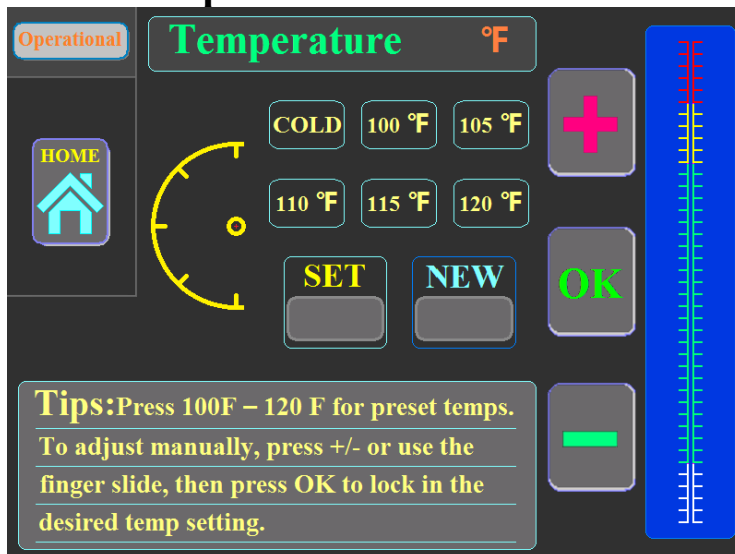 Operational
Temperature °F
HOME
COLD 100 °F 105 °F
110 °F 115 °F 120 °F
SET NEW
+
OK
−
Tips:Press 100F – 120 F for preset temps.
To adjust manually, press +/- or use the
finger slide, then press OK to lock in the
desired temp setting.